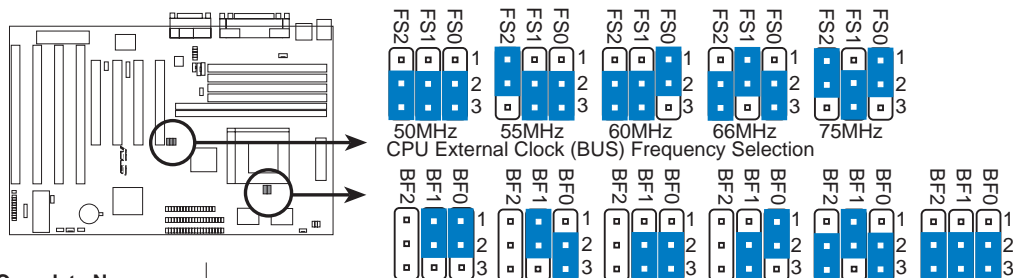 FS2 FS1 FS0 FS2 FS1 FS0 FS2 FS1 FS0 FS2 FS1 FS0 FS2 FS1 FS0
1 1 1 1 1
2 2 2 2 2
3 3 3 3 3
50MHz 55MHz 60MHz 66MHz 75MHz
CPU External Clock (BUS) Frequency Selection
BF2 BF1 BF0 BF2 BF1 BF0 BF2 BF1 BF0 BF2 BF1 BF0 BF2 BF1 BF0 BF2 BF1 BF0
1 1 1 1 1 1
2 2 2 2 2 2
3 3 3 3 3 3